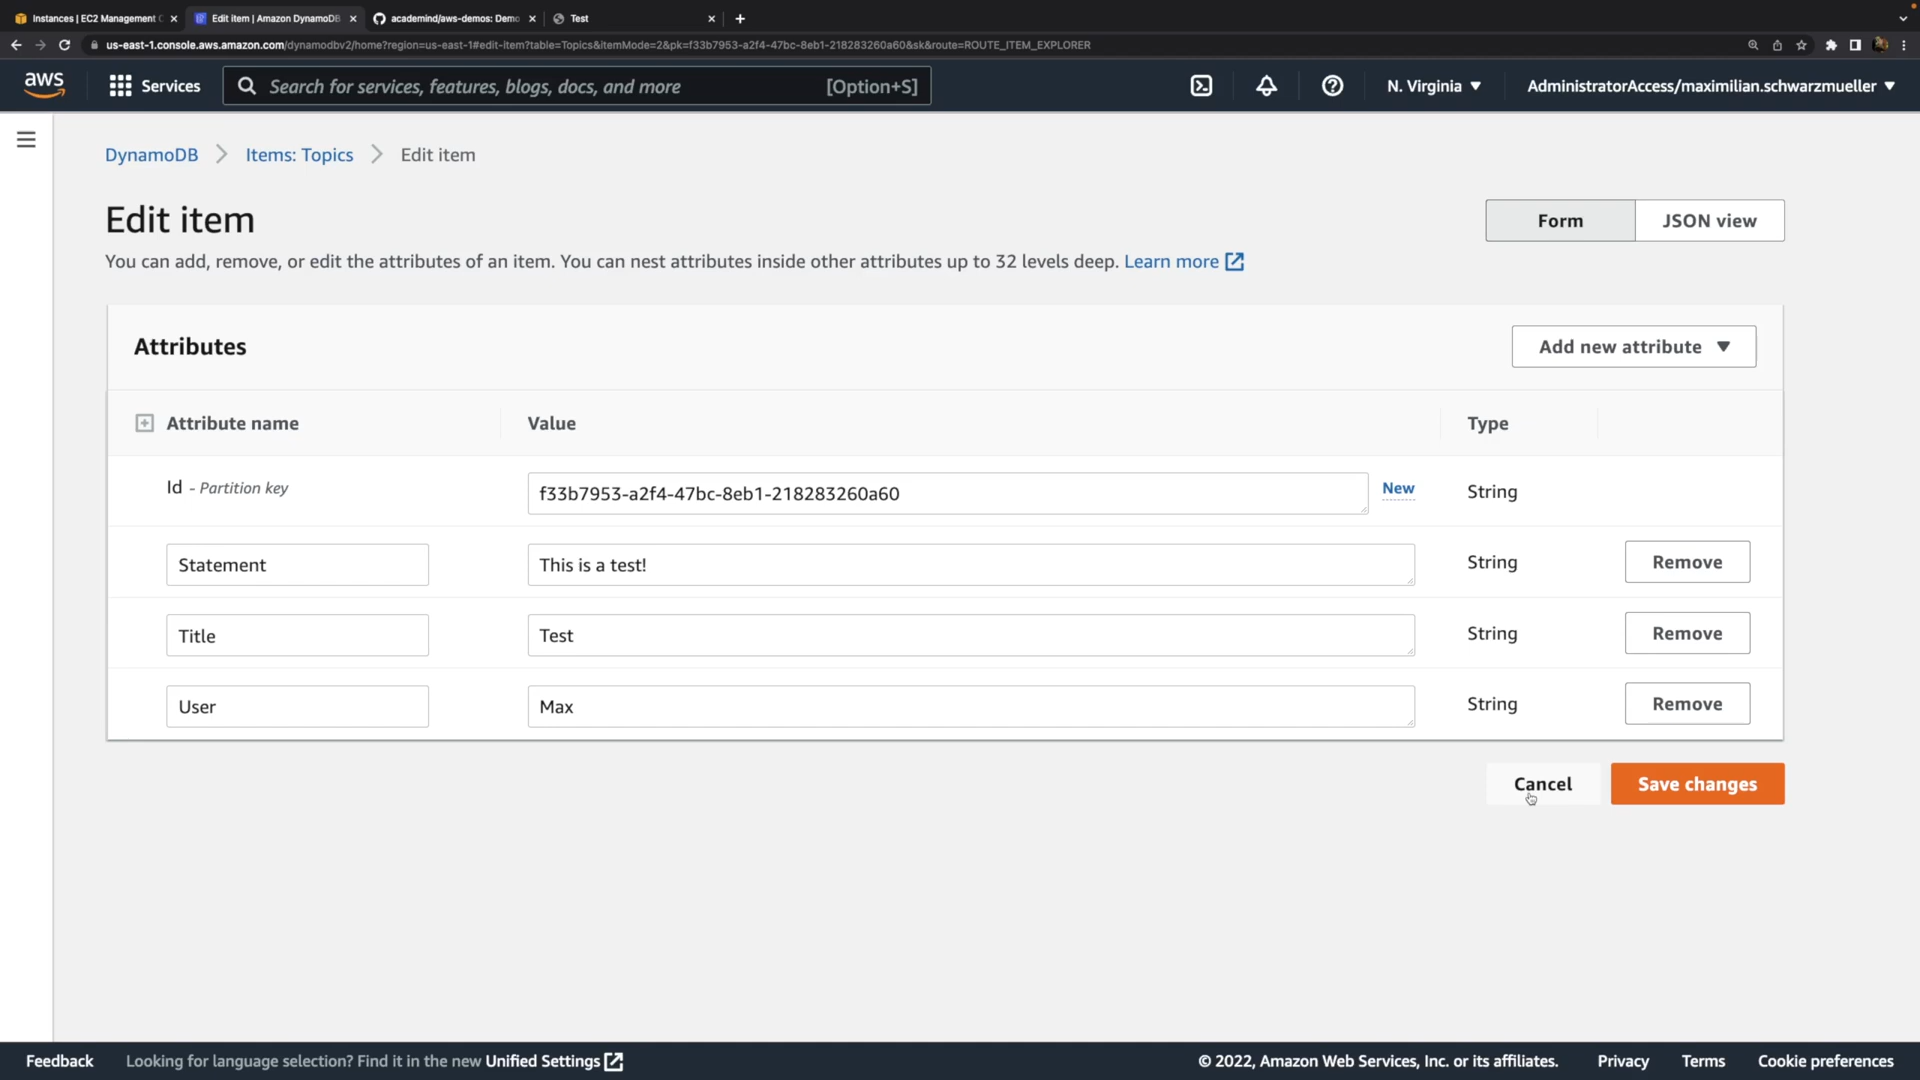 Instances | EC2 Management C
Edit item | Amazon DynamoDB
academind/aws-demos: Demo
Test
us-east-1.console.aws.amazon.com/dynamodbv2/home?region=us-east-1#edit-item?table=Topics&itemMode=2&pk=f33b7953-a2f4-47bc-8eb1-218283260a60&sk&route=ROUTE_ITEM_EXPLORER
aws
Services
Search for services, features, blogs, docs, and more
[Option+S]
N. Virginia
AdministratorAccess/maximilian.schwarzmueller
DynamoDB
Items: Topics
Edit item
Edit item
Form
JSON view
You can add, remove, or edit the attributes of an item. You can nest attributes inside other attributes up to 32 levels deep. Learn more
Attributes
Add new attribute
Attribute name
Value
Type
Id - Partition key
f33b7953-a2f4-47bc-8eb1-218283260a60
New
String
Statement
This is a test!
String
Remove
Title
Test
String
Remove
User
Max
String
Remove
Cancel
Save changes
Feedback
Looking for language selection? Find it in the new Unified Settings
© 2022, Amazon Web Services, Inc. or its affiliates.
Privacy
Terms
Cookie preferences